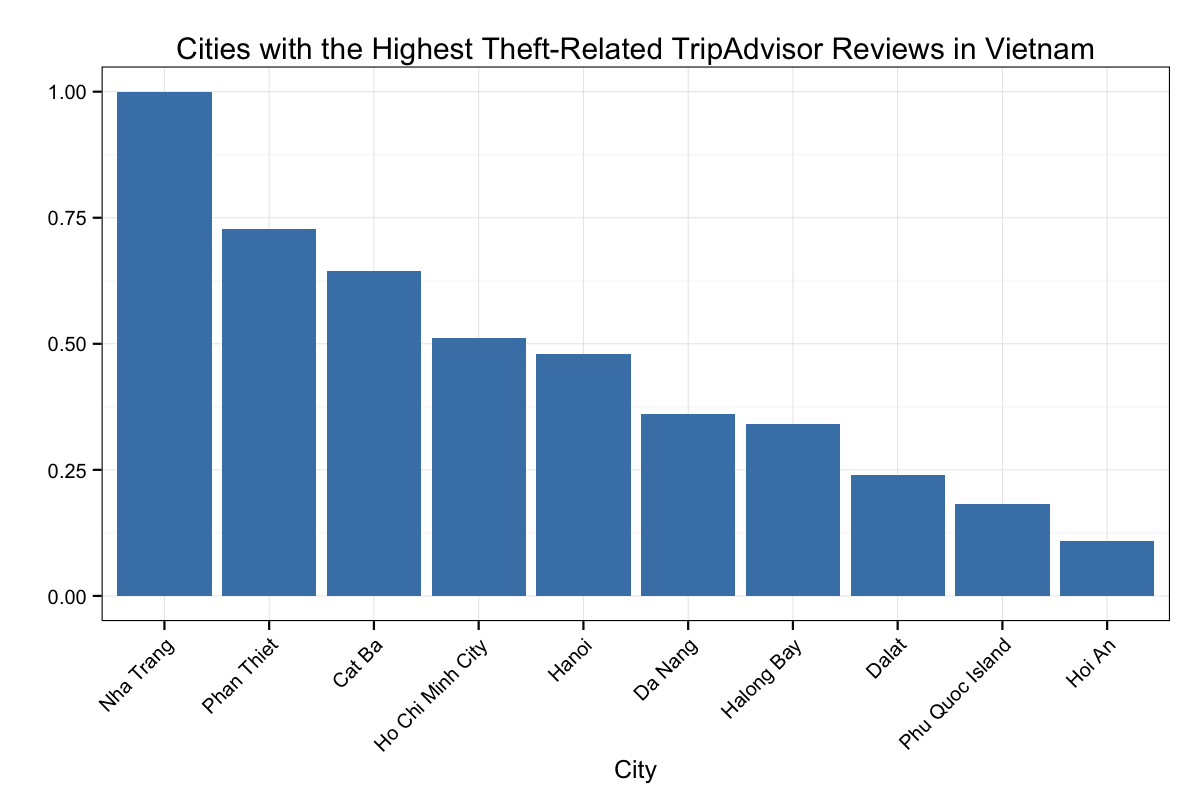 Cities with the Highest Theft-Related TripAdvisor Reviews in Vietnam
1.00
0.75
0.50
0.25
0.00
Nha Trang
Phan Thiet
Cat Ba
Ho Chi Minh City
Hanoi
Da Nang
Halong Bay
Dalat
Phu Quoc Island
Hoi An
City